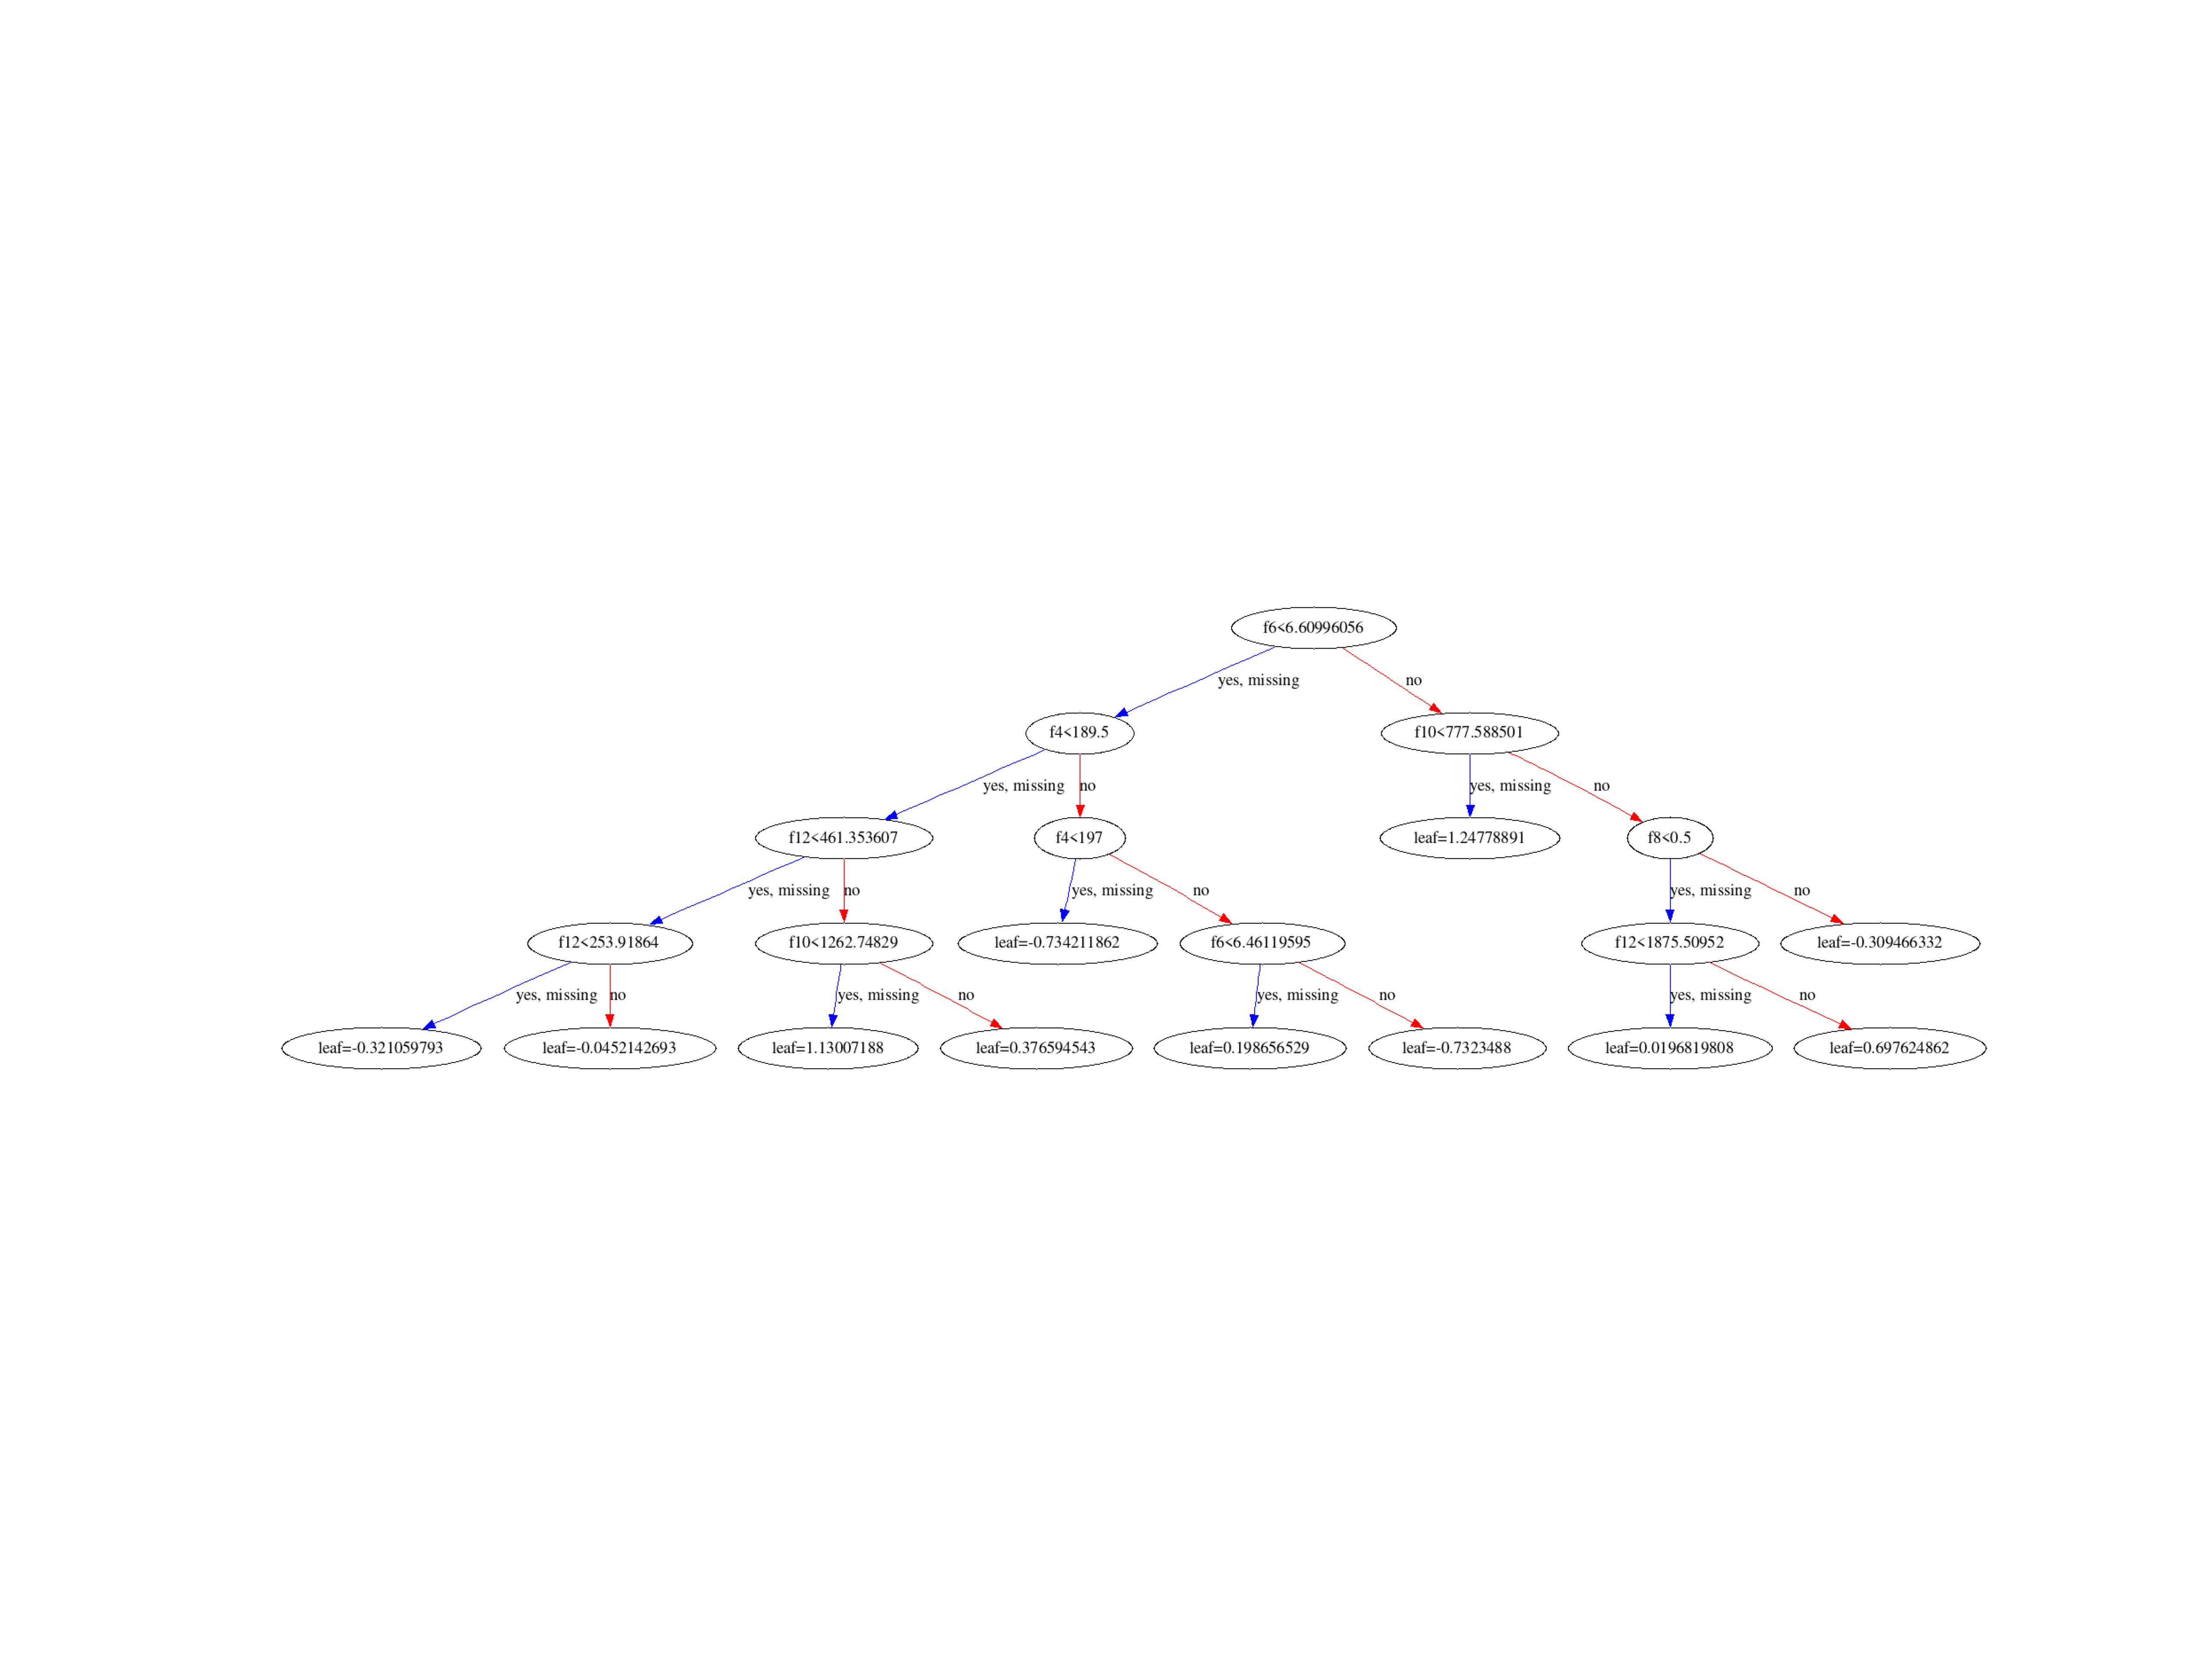 f6<6.60996056
yes, missing
no
f4<189.5
f10<777.588501
yes, missing
no
yes, missing
no
f12<461.353607
f4<197
leaf=1.24778891
f8<0.5
yes, missing
no
yes, missing
no
yes, missing
no
f12<253.91864
f10<1262.74829
leaf=-0.734211862
f6<6.46119595
f12<1875.50952
leaf=-0.309466332
yes, missing
no
yes, missing
no
yes, missing
no
yes, missing
no
leaf=-0.321059793
leaf=-0.0452142693
leaf=1.13007188
leaf=0.376594543
leaf=0.198656529
leaf=-0.7323488
leaf=0.0196819808
leaf=0.697624862